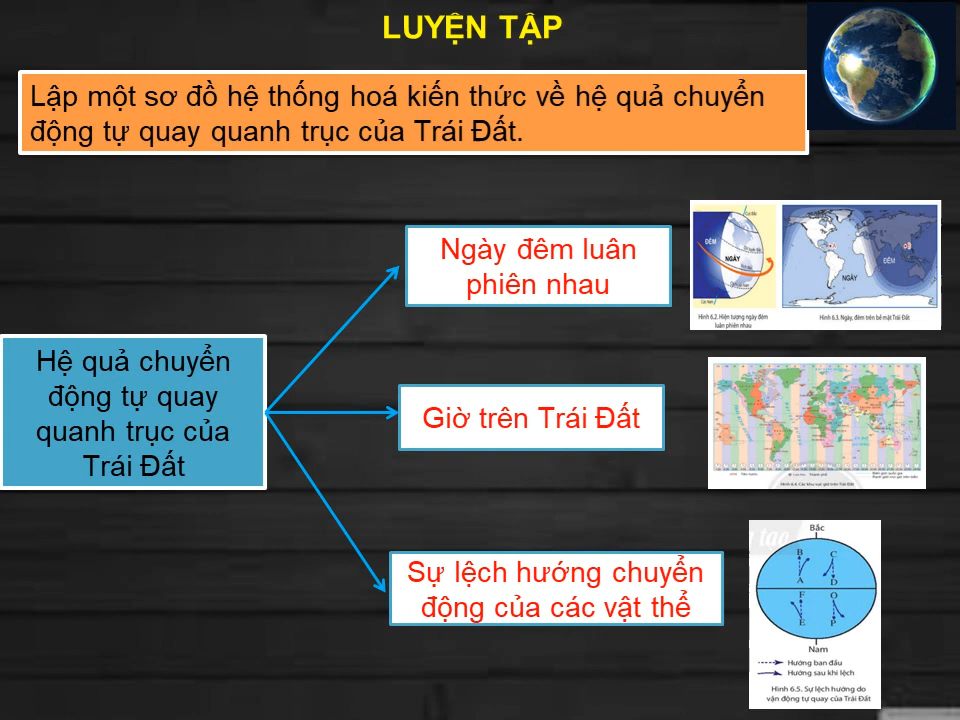 LUYỆN TẬP
Lập một sơ đồ hệ thống hoá kiến thức về hệ quả chuyển
động tự quay quanh trục của Trái Đất.
Ngày đêm luân
phiên nhau
ĐÊM
NGÀY
Hình 6.2. Hiện tượng ngày đêm
luân phiên nhau
A
B
NGÀY
ĐÊM
Hình 6.3. Ngày, đêm trên bề mặt Trái Đất
Hệ quả chuyển
động tự quay
quanh trục của
Trái Đất
Giờ trên Trái Đất
Hình 6.4. Các khu vực giờ trên Trái Đất
Sự lệch hướng chuyển
động của các vật thể
Bắc
B
C
A
D
F
O
E
P
Nam
Hướng ban đầu
Hướng sau khi lệch
Hình 6.5. Sự lệch hướng do
vận động tự quay của Trái Đất